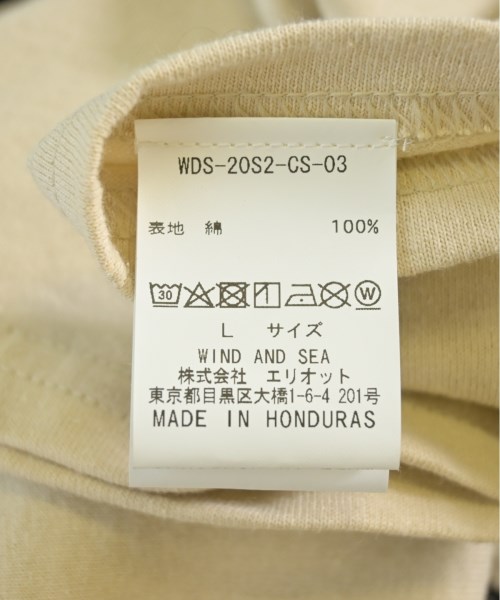 WDS-20S2-CS-03
表地 綿 100%
30 W
L サイズ
WIND AND SEA
株式会社 エリオット
東京都目黒区大橋1-6-4 201号
MADE IN HONDURAS